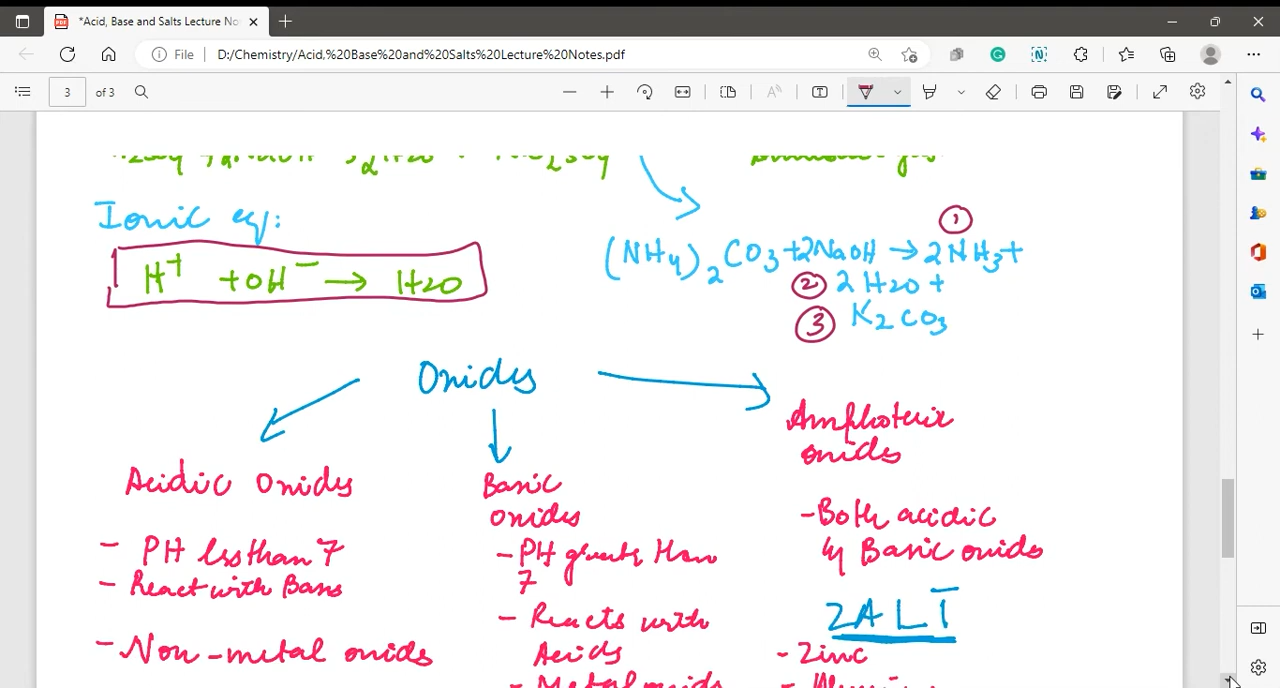 *Acid, Base and Salts Lecture No
File D:/Chemistry/Acid,%20Base%20and%20Salts%20Lecture%20Notes.pdf
3 of 3
Ionic eq:
H+ + OH- → H2O
1
(NH4)2CO3+2NaOH → 2NH3+
2 2H2O +
3 K2CO3
Oxides
Acidic Oxides
- PH less than 7
- React with Bases
- Non-metal oxides
Basic
oxides
- PH greater than
7
- Reacts with
Acids
- Metal oxides
Amphoteric
oxides
- Both acidic
& Basic oxides
ZALT
- Zinc